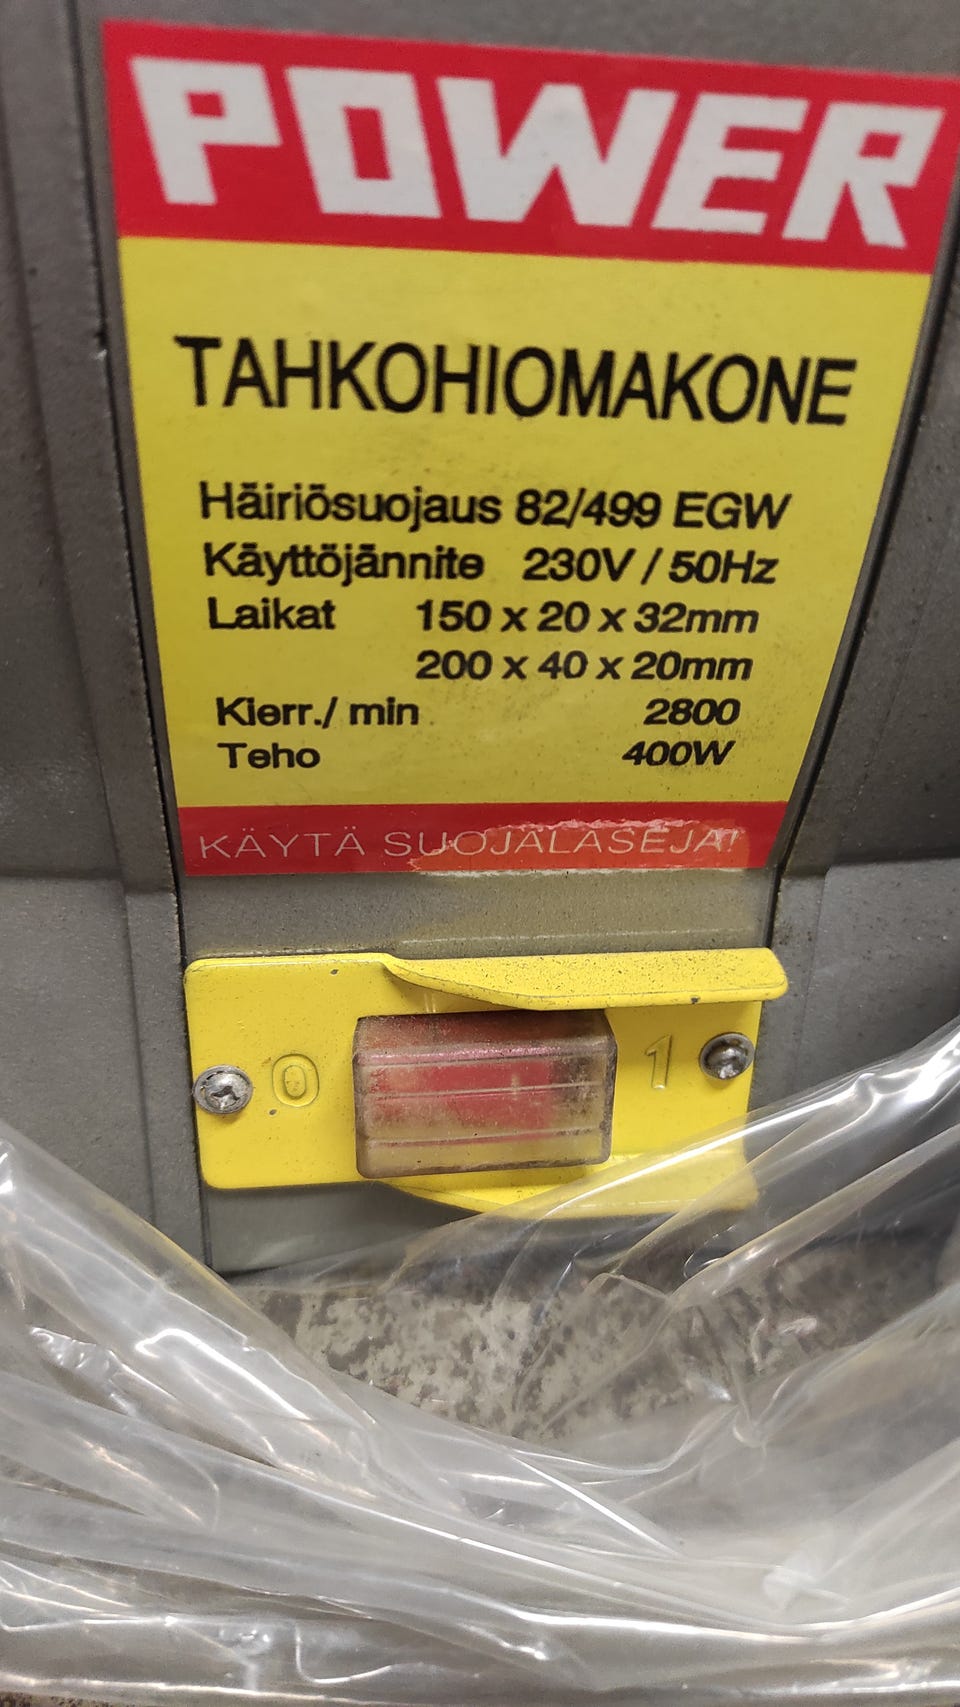 POWER
TAHKOHIOMAKONE
Häiriösuojaus 82/499 EGW
Käyttöjännite 230V / 50Hz
Laikat 150 x 20 x 32mm
200 x 40 x 20mm
Kierr./ min 2800
Teho 400W
KÄYTÄ SUOJALASEJA!
0 1